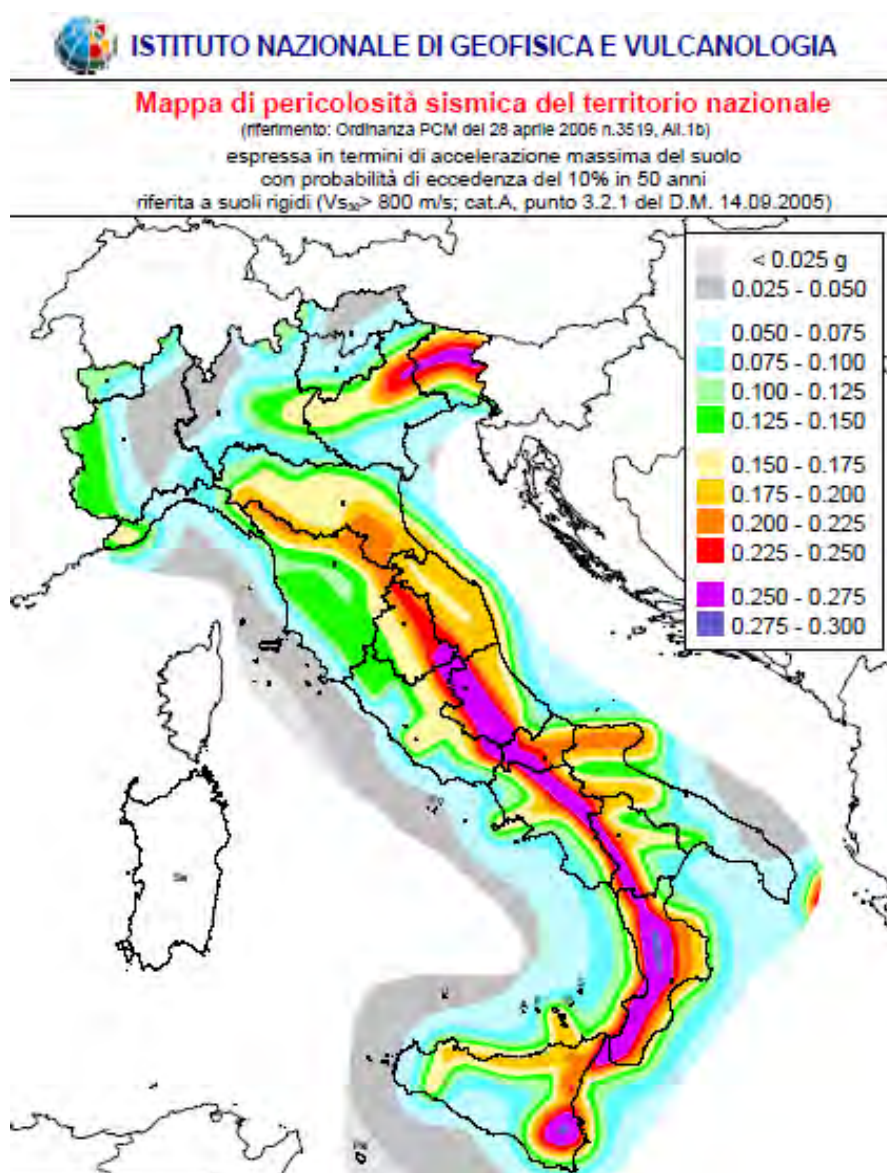 ISTITUTO NAZIONALE DI GEOFISICA E VULCANOLOGIA
Mappa di pericolosità sismica del territorio nazionale
(riferimento: Ordinanza PCM del 28 aprile 2006 n.3519, All.1b)
espressa in termini di accelerazione massima del suolo
con probabilità di eccedenza del 10% in 50 anni
riferita a suoli rigidi (Vs₃₀> 800 m/s; cat.A, punto 3.2.1 del D.M. 14.09.2005)
< 0.025 g
0.025 - 0.050
0.050 - 0.075
0.075 - 0.100
0.100 - 0.125
0.125 - 0.150
0.150 - 0.175
0.175 - 0.200
0.200 - 0.225
0.225 - 0.250
0.250 - 0.275
0.275 - 0.300